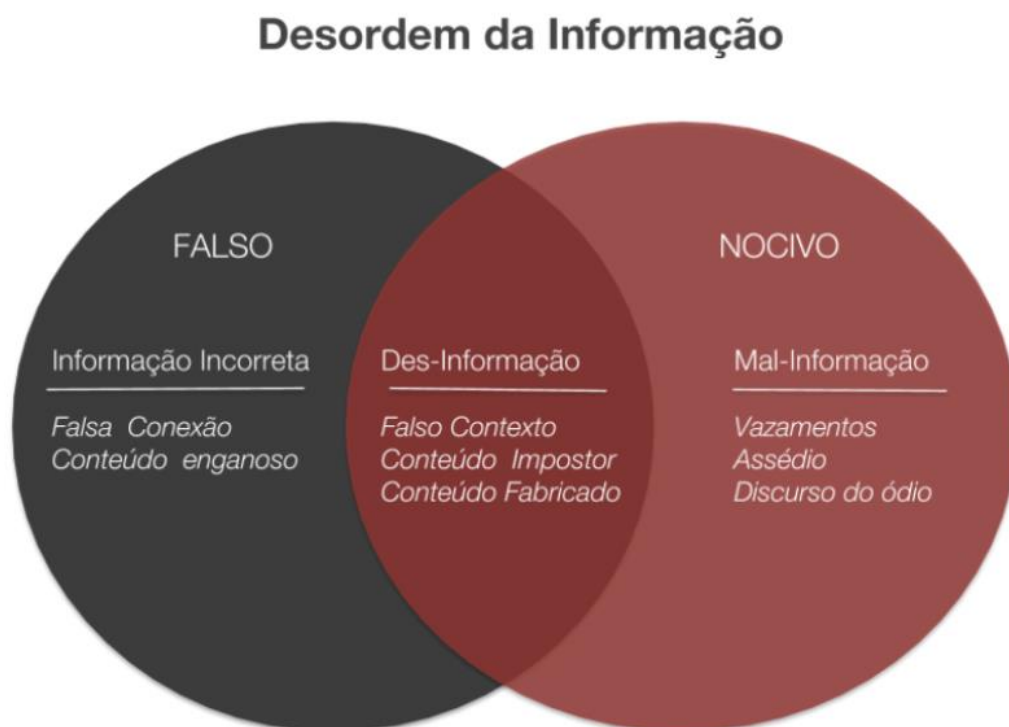 Desordem da Informação
FALSO
NOCIVO
Informação Incorreta
Falsa Conexão
Conteúdo enganoso
Des-Informação
Falso Contexto
Conteúdo Impostor
Conteúdo Fabricado
Mal-Informação
Vazamentos
Assédio
Discurso do ódio